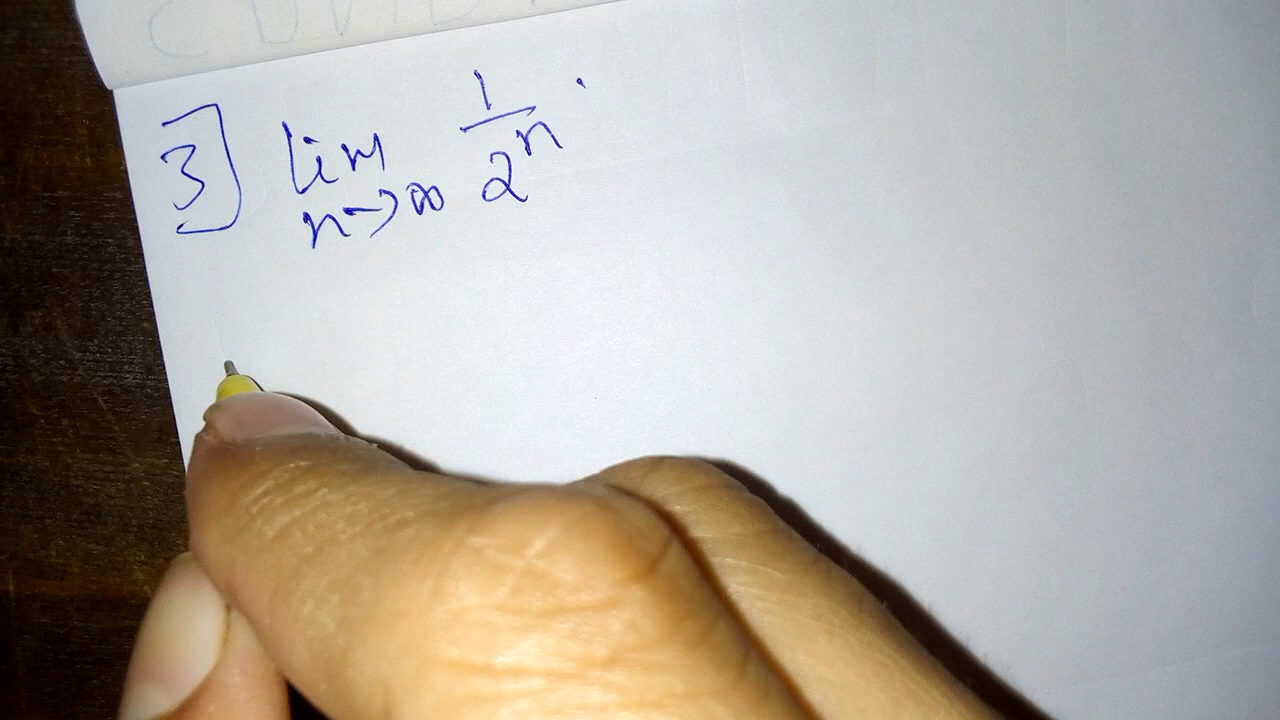 3] lim 1/2^n .
n→∞